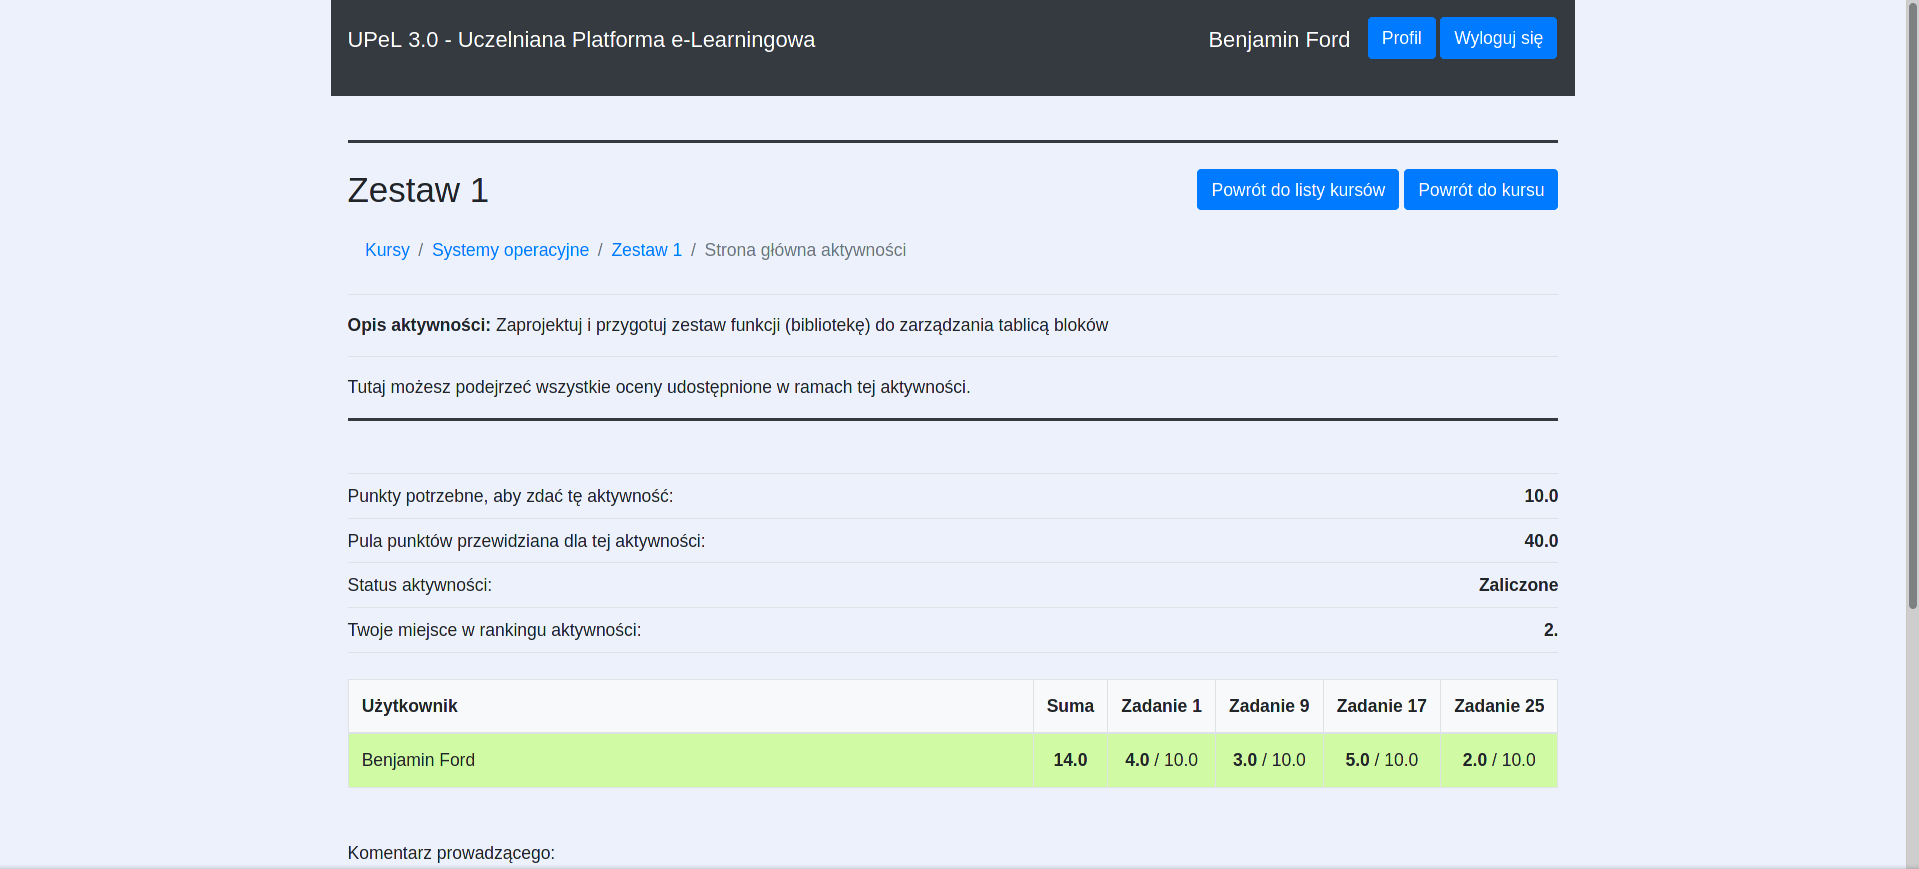 UPeL 3.0 - Uczelniana Platforma e-Learningowa Benjamin Ford Profil Wyloguj się
Zestaw 1 Powrót do listy kursów Powrót do kursu
Kursy / Systemy operacyjne / Zestaw 1 / Strona główna aktywności
Opis aktywności: Zaprojektuj i przygotuj zestaw funkcji (bibliotekę) do zarządzania tablicą bloków
Tutaj możesz podejrzeć wszystkie oceny udostępnione w ramach tej aktywności.
Punkty potrzebne, aby zdać tę aktywność: 10.0
Pula punktów przewidziana dla tej aktywności: 40.0
Status aktywności: Zaliczone
Twoje miejsce w rankingu aktywności: 2.
Użytkownik Suma Zadanie 1 Zadanie 9 Zadanie 17 Zadanie 25
Benjamin Ford 14.0 4.0 / 10.0 3.0 / 10.0 5.0 / 10.0 2.0 / 10.0
Komentarz prowadzącego: